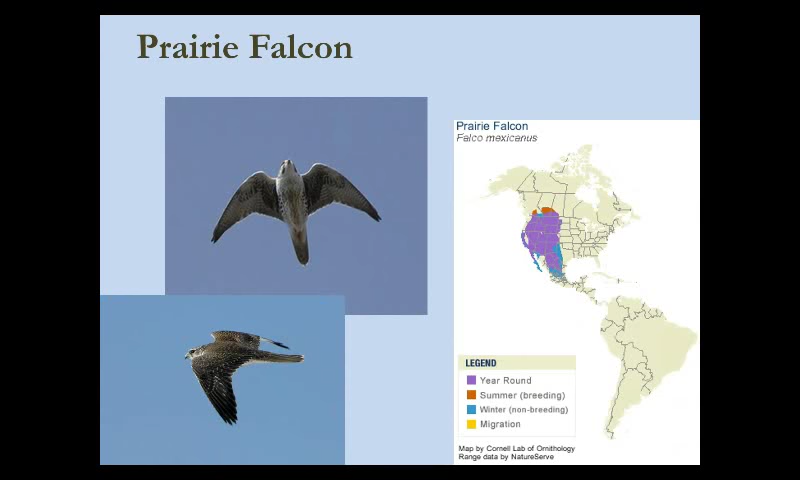 Prairie Falcon
Prairie Falcon
Falco mexicanus
LEGEND
Year Round
Summer (breeding)
Winter (non-breeding)
Migration
Map by Cornell Lab of Ornithology
Range data by NatureServe